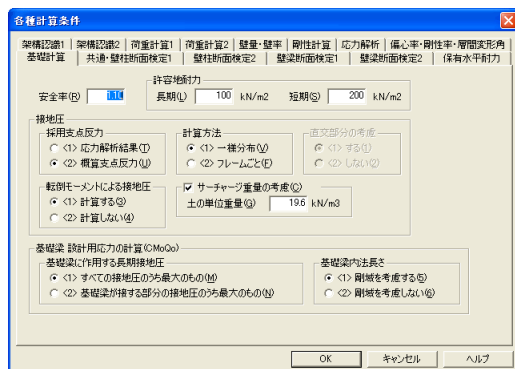 各種計算条件
架構認識1 架構認識2 荷重計算1 荷重計算2 壁量・壁率 剛性計算 応力解析 偏心率・剛性率・層間変形角
基礎計算 共通・壁柱断面検定1 壁柱断面検定2 壁梁断面検定1 壁梁断面検定2 保有水平耐力
許容地耐力
安全率(R) 1.10 長期(L) 100 kN/m2 短期(S) 200 kN/m2
接地圧
採用支点反力 計算方法 直交部分の考慮
<1> 応力解析結果(T) <1> 一様分布(V) <1> する(1)
<2> 概算支点反力(U) <2> フレームごと(F) <2> しない(2)
転倒モーメントによる接地圧 サーチャージ重量の考慮(C)
<1> 計算する(3) 土の単位重量(G) 19.6 kN/m3
<2> 計算しない(4)
基礎梁 設計用応力の計算(CMoQo)
基礎梁に作用する長期接地圧 基礎梁内法長さ
<1> すべての接地圧のうち最大のもの(M) <1> 剛域を考慮する(5)
<2> 基礎梁が接する部分の接地圧のうち最大のもの(N) <2> 剛域を考慮しない(6)
OK キャンセル ヘルプ